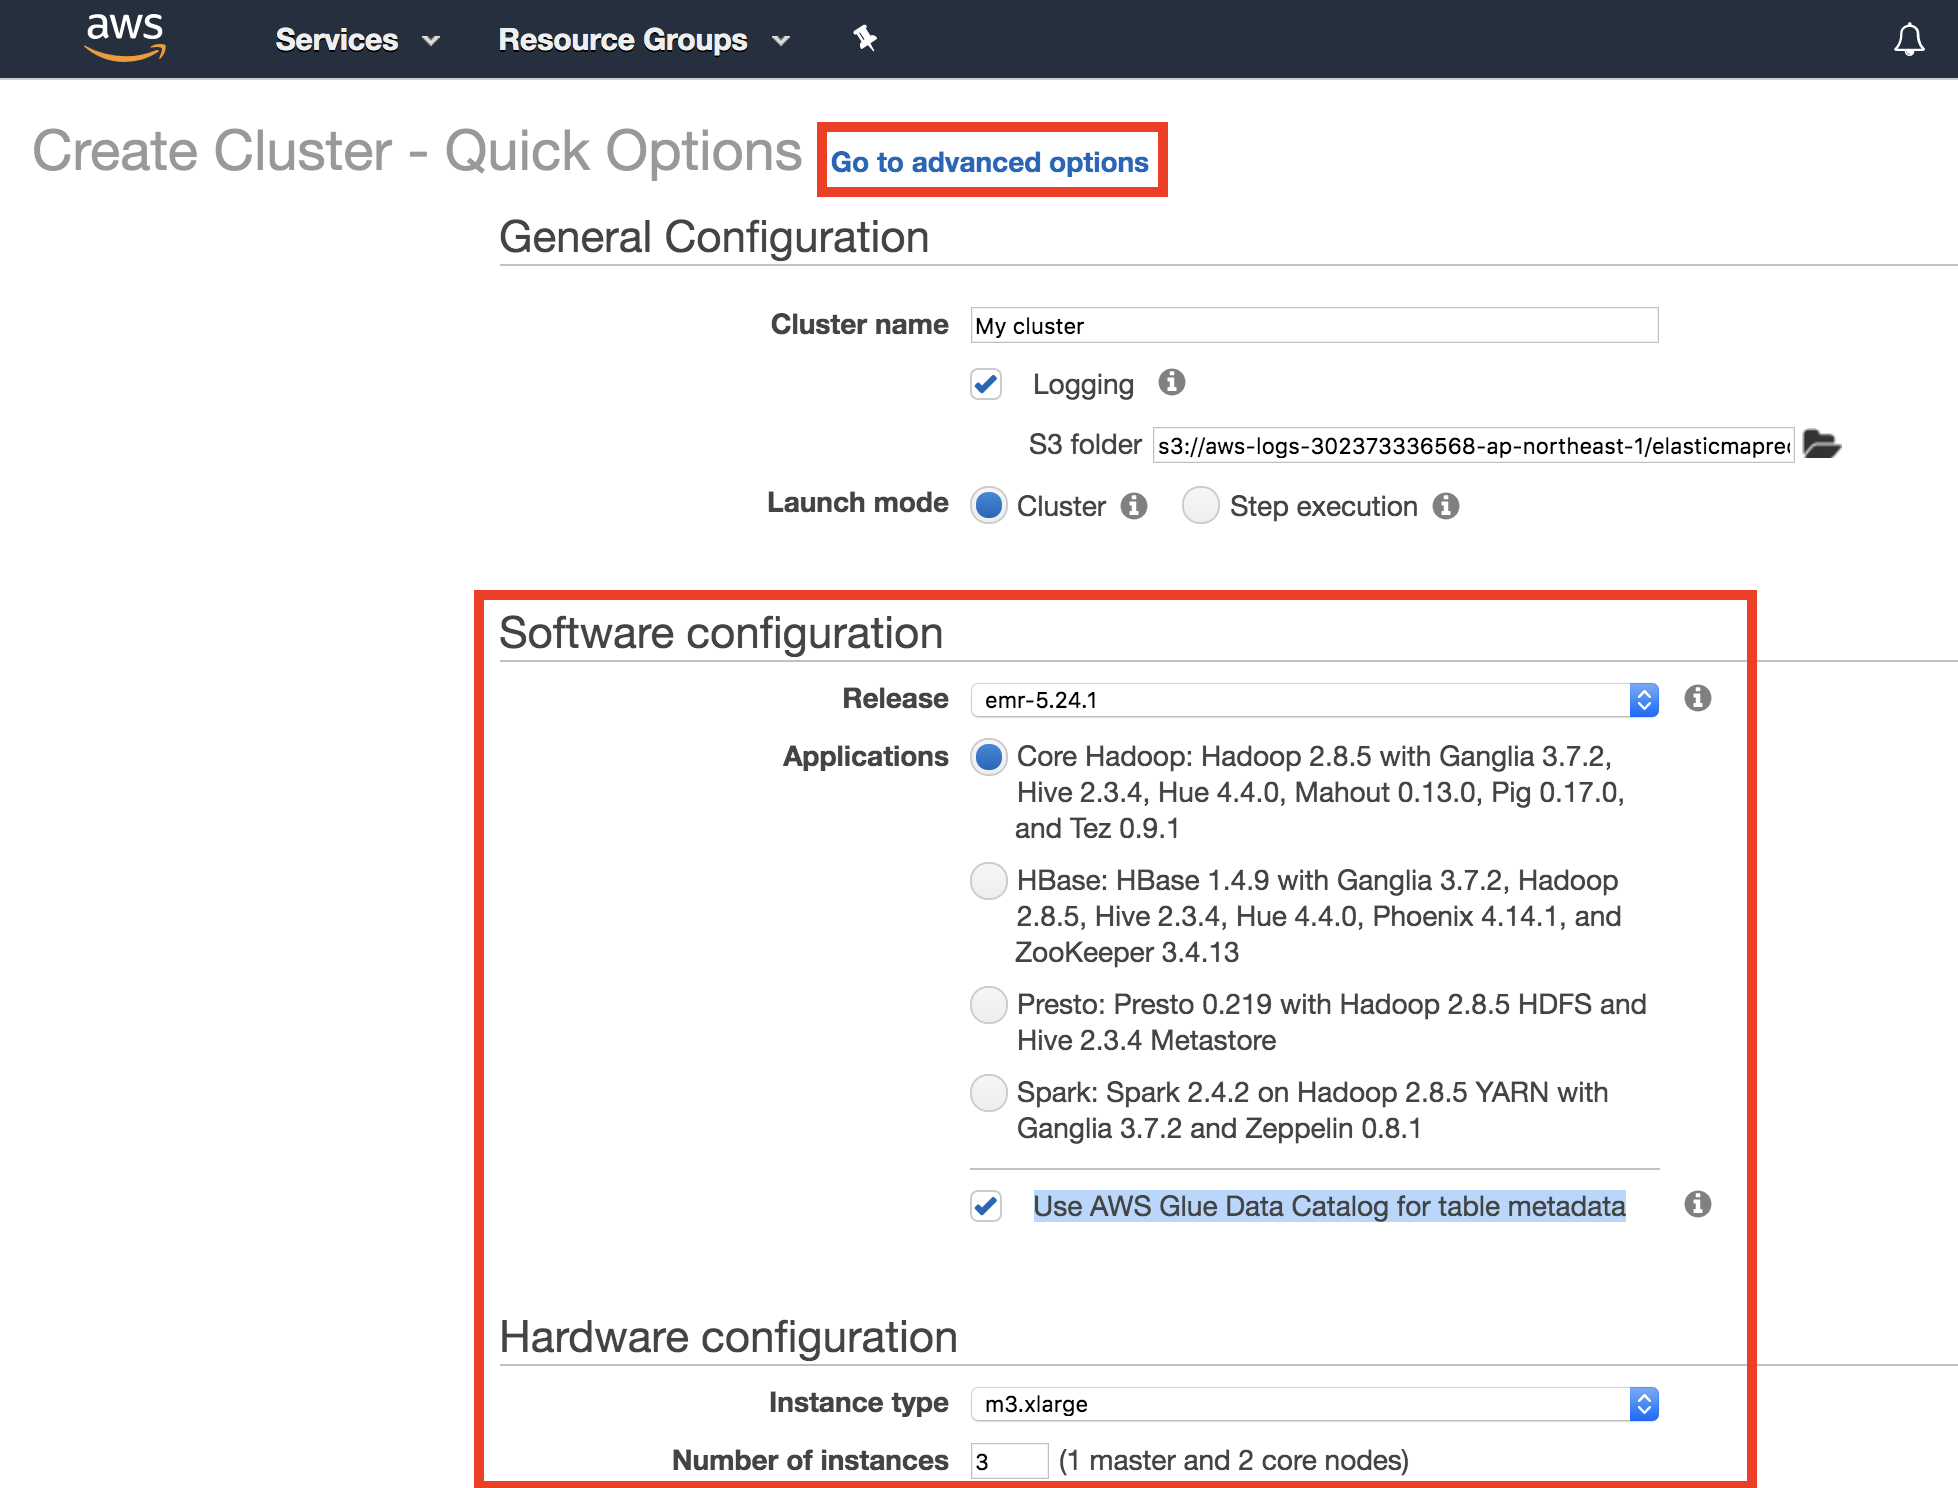 aws Services Resource Groups
Create Cluster - Quick Options Go to advanced options
General Configuration
Cluster name My cluster
Logging
S3 folder s3://aws-logs-302373336568-ap-northeast-1/elasticmapred
Launch mode Cluster Step execution
Software configuration
Release emr-5.24.1
Applications Core Hadoop: Hadoop 2.8.5 with Ganglia 3.7.2,
Hive 2.3.4, Hue 4.4.0, Mahout 0.13.0, Pig 0.17.0,
and Tez 0.9.1
HBase: HBase 1.4.9 with Ganglia 3.7.2, Hadoop
2.8.5, Hive 2.3.4, Hue 4.4.0, Phoenix 4.14.1, and
ZooKeeper 3.4.13
Presto: Presto 0.219 with Hadoop 2.8.5 HDFS and
Hive 2.3.4 Metastore
Spark: Spark 2.4.2 on Hadoop 2.8.5 YARN with
Ganglia 3.7.2 and Zeppelin 0.8.1
Use AWS Glue Data Catalog for table metadata
Hardware configuration
Instance type m3.xlarge
Number of instances 3 (1 master and 2 core nodes)